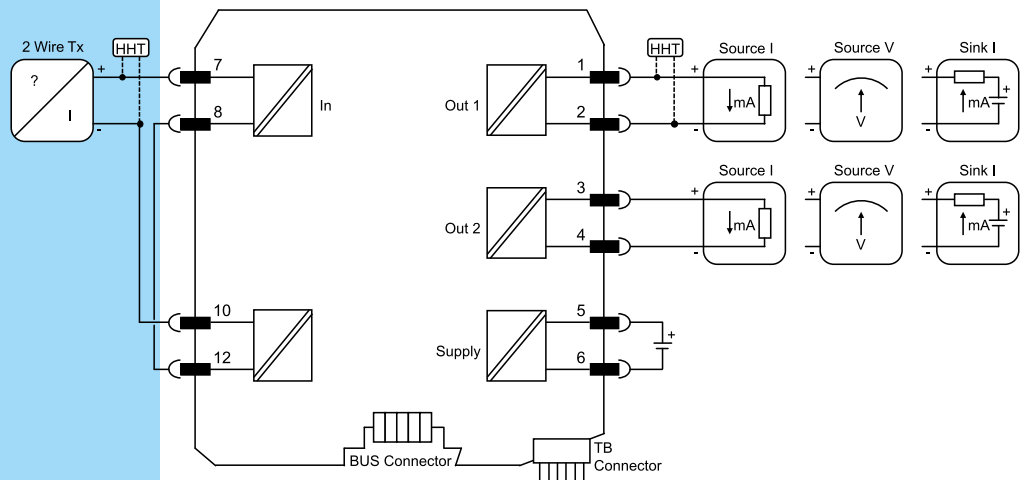 2 Wire Tx
HHT
+
?
I
-
7
8
In
10
12
Out 1
1
2
HHT
Source I
+
mA
-
Source V
+
V
-
Sink I
+
+
mA
-
Out 2
3
4
Source I
+
mA
-
Source V
+
V
-
Sink I
+
+
mA
-
Supply
5
6
+
BUS Connector
TB
Connector